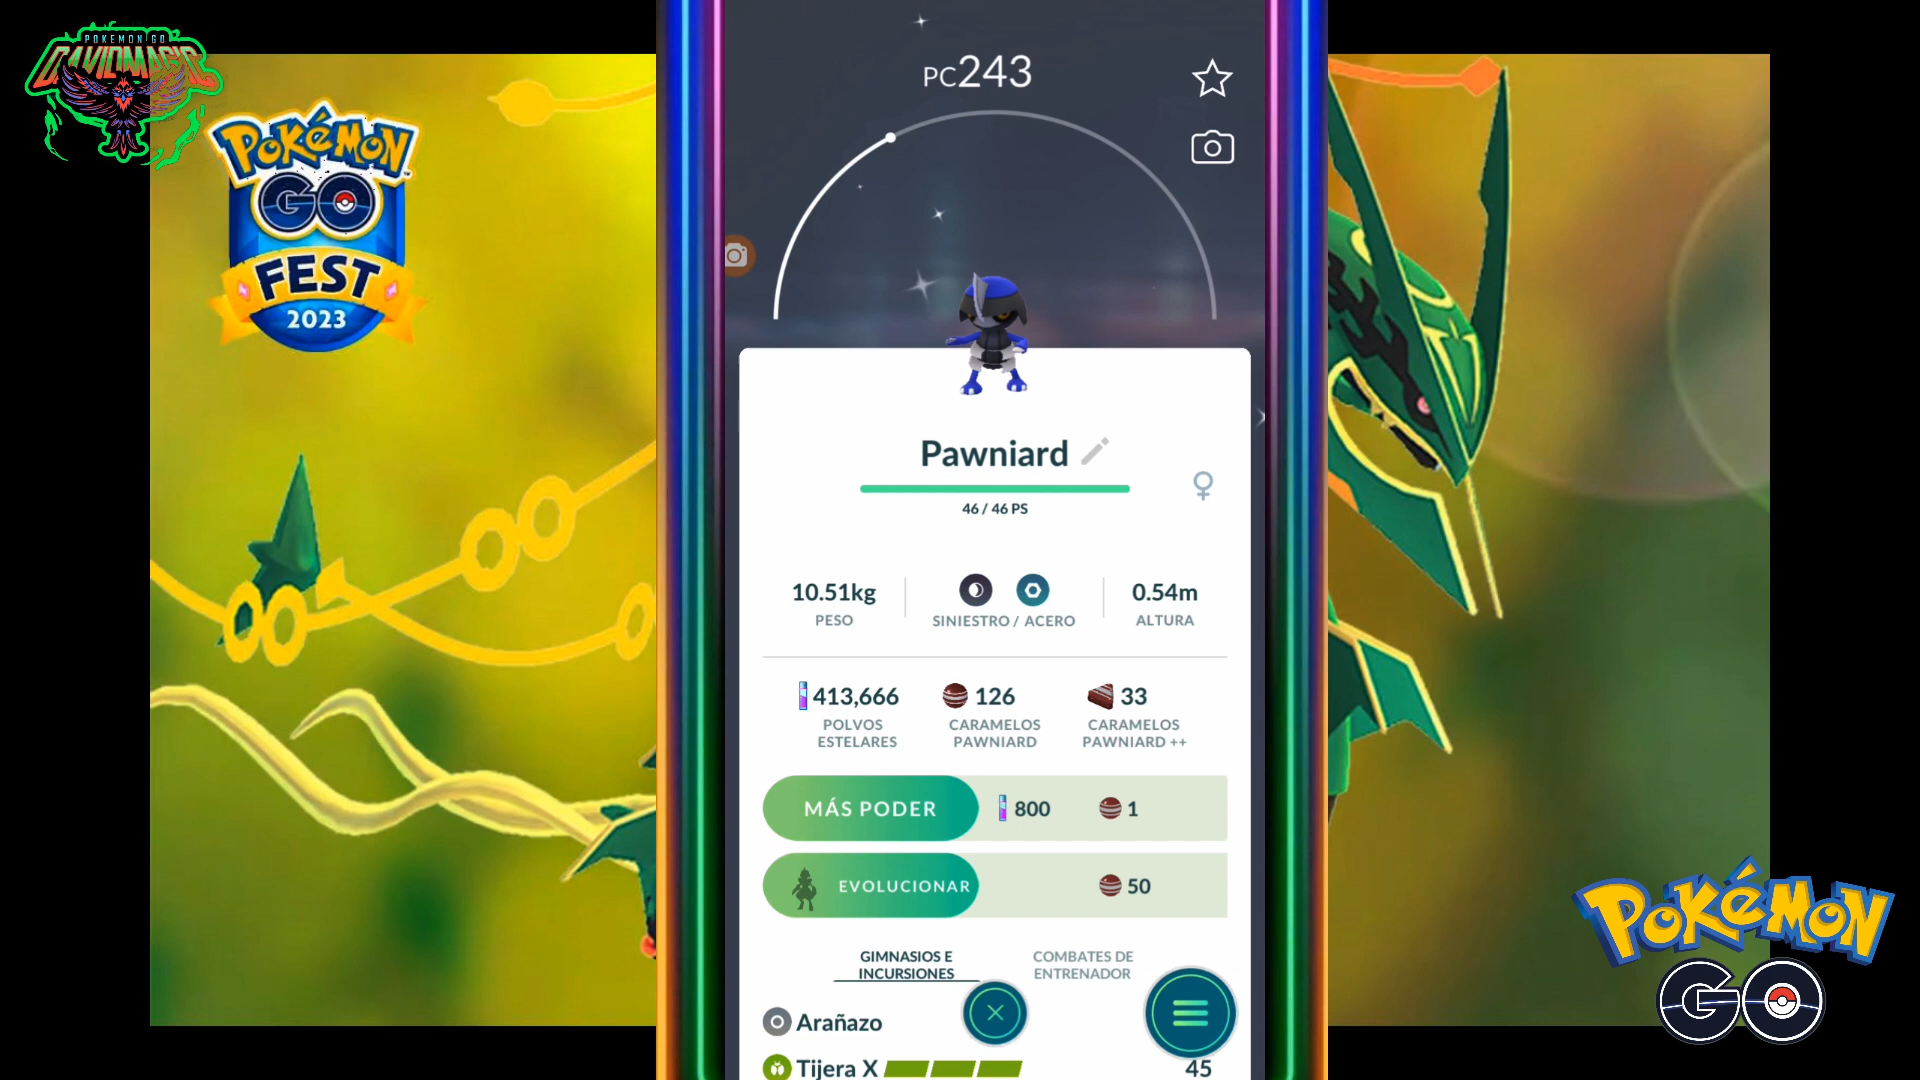 POKEMON GO
DAVIDMAGIC
POKÉMON
GO
FEST
2023
PC243
Pawniard
46 / 46 PS
10.51kg
PESO
SINIESTRO / ACERO
0.54m
ALTURA
413,666
POLVOS
ESTELARES
126
CARAMELOS
PAWNIARD
33
CARAMELOS
PAWNIARD ++
MÁS PODER
800
1
EVOLUCIONAR
50
GIMNASIOS E
INCURSIONES
COMBATES DE
ENTRENADOR
Arañazo
Tijera X
45
POKÉMON
GO